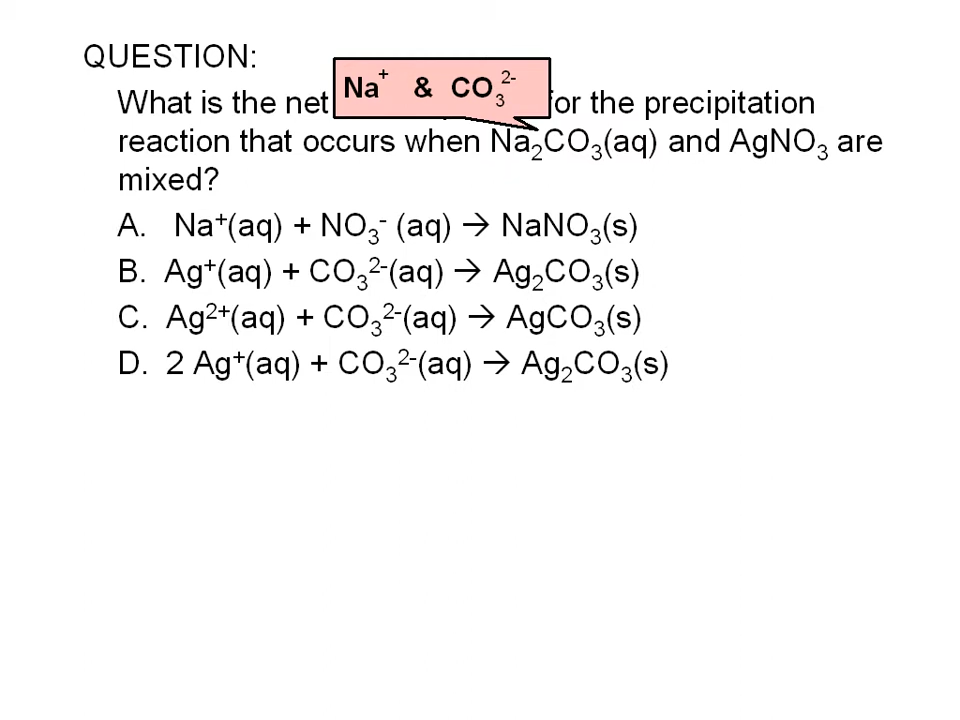 QUESTION:
Na⁺ & CO₃²⁻
What is the net for the precipitation
reaction that occurs when Na₂CO₃(aq) and AgNO₃ are
mixed?
A. Na⁺(aq) + NO₃⁻ (aq) → NaNO₃(s)
B. Ag⁺(aq) + CO₃²⁻(aq) → Ag₂CO₃(s)
C. Ag²⁺(aq) + CO₃²⁻(aq) → AgCO₃(s)
D. 2 Ag⁺(aq) + CO₃²⁻(aq) → Ag₂CO₃(s)